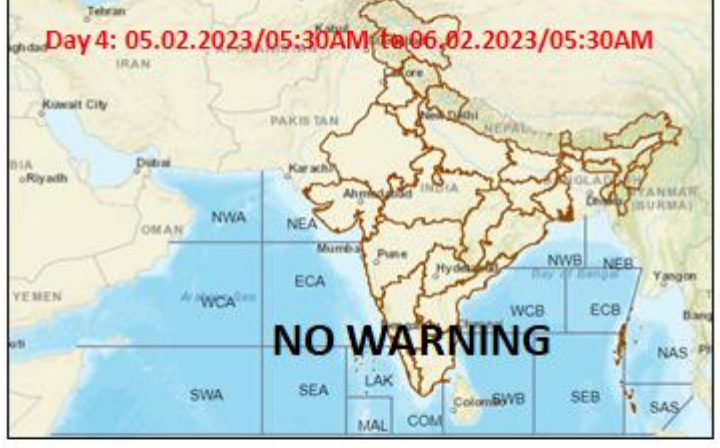 Tehran
Kabul
Day 4: 05.02.2023/05:30AM to 06.02.2023/05:30AM
IRAN
Lahore
Kuwait City
PAKISTAN
New Delhi
NEPAL
Dubai
Karachi
Riyadh
Ahmedabad
INDIA
Dhaka
MYANMAR
(BURMA)
OMAN
NWA
NEA
Mumbai
Pune
Hyderabad
NWB
NEB
Bay of Bengal
Yangon
ECA
YEMEN
Arabian Sea
WCA
WCB
ECB
NO WARNING
NAS
LAK
SWA
SEA
Colombo
SWB
SEB
SAS
MAL
COM